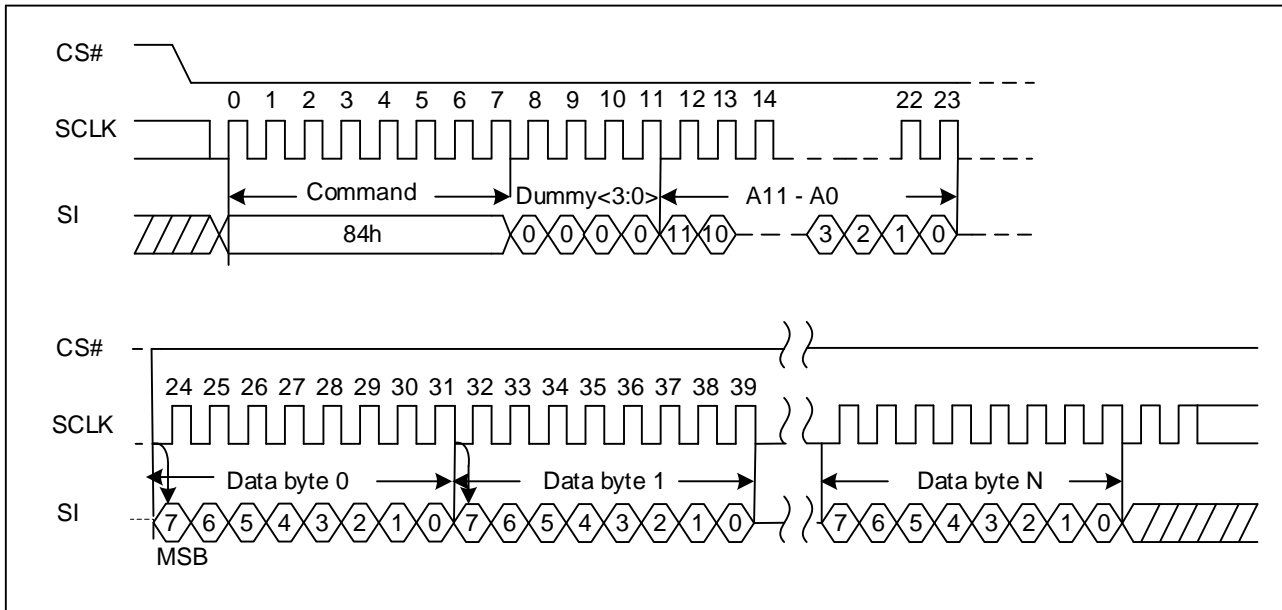 CS#
0 1 2 3 4 5 6 7 8 9 10 11 12 13 14 22 23
SCLK
Command Dummy<3:0> A11 - A0
SI
84h 0 0 0 0 11 10 3 2 1 0
CS#
24 25 26 27 28 29 30 31 32 33 34 35 36 37 38 39
SCLK
Data byte 0 Data byte 1 Data byte N
SI
7 6 5 4 3 2 1 0 7 6 5 4 3 2 1 0 7 6 5 4 3 2 1 0
MSB